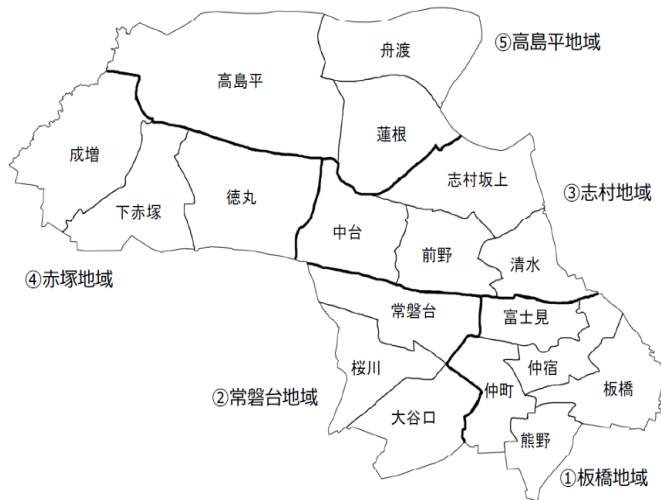 舟渡
⑤高島平地域
高島平
蓮根
成増
志村坂上
③志村地域
徳丸
下赤塚
中台
前野
清水
④赤塚地域
常磐台
富士見
桜川
仲宿
②常磐台地域
仲町
板橋
大谷口
熊野
①板橋地域